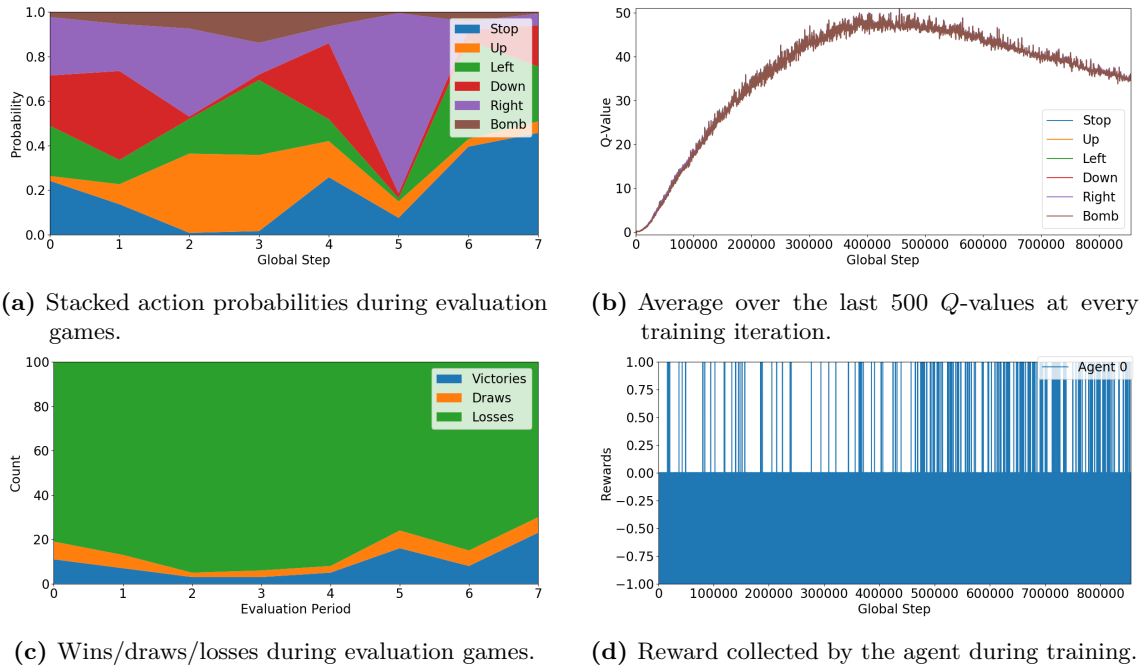 1.0
0.8
0.6
0.4
0.2
0.0
Probability
0 1 2 3 4 5 6 7
Global Step
Stop
Up
Left
Down
Right
Bomb
(a) Stacked action probabilities during evaluation
games.
50
40
30
20
10
0
Q-Value
100000 200000 300000 400000 500000 600000 700000 800000
Global Step
Stop
Up
Left
Down
Right
Bomb
(b) Average over the last 500 Q-values at every
training iteration.
100
80
60
40
20
0
Count
0 1 2 3 4 5 6 7
Evaluation Period
Victories
Draws
Losses
(c) Wins/draws/losses during evaluation games.
1.00
0.75
0.50
0.25
0.00
−0.25
−0.50
−0.75
−1.00
Rewards
0 100000 200000 300000 400000 500000 600000 700000 800000
Global Step
Agent 0
(d) Reward collected by the agent during training.